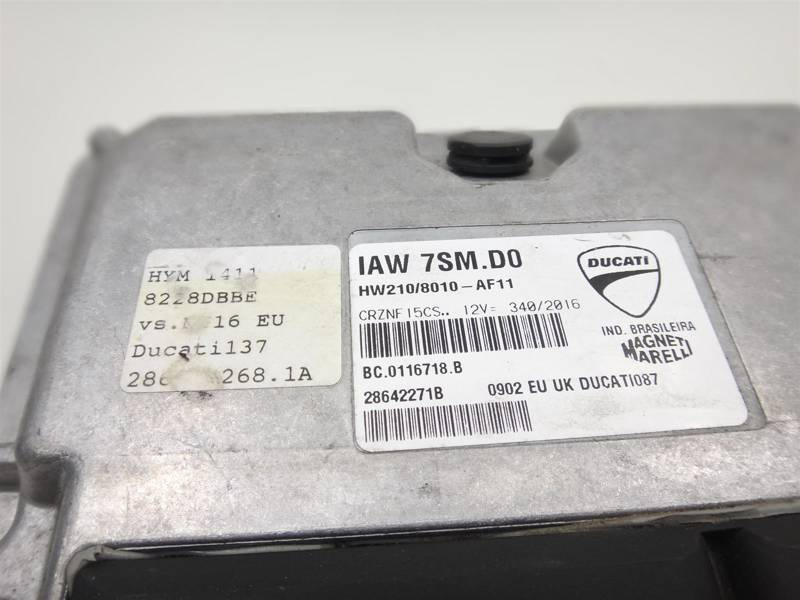 HYM 1411
8228DBBE
16 EU
Ducati137
268.1A
IAW 7SM.D0
HW210/8010-AF11
CRZNF15CS.. 12V= 340/2016
BC.0116718.B
28642271B
0902 EU UK DUCATI087
DUCATI
IND. BRASILEIRA
MAGNETI
MARELLI